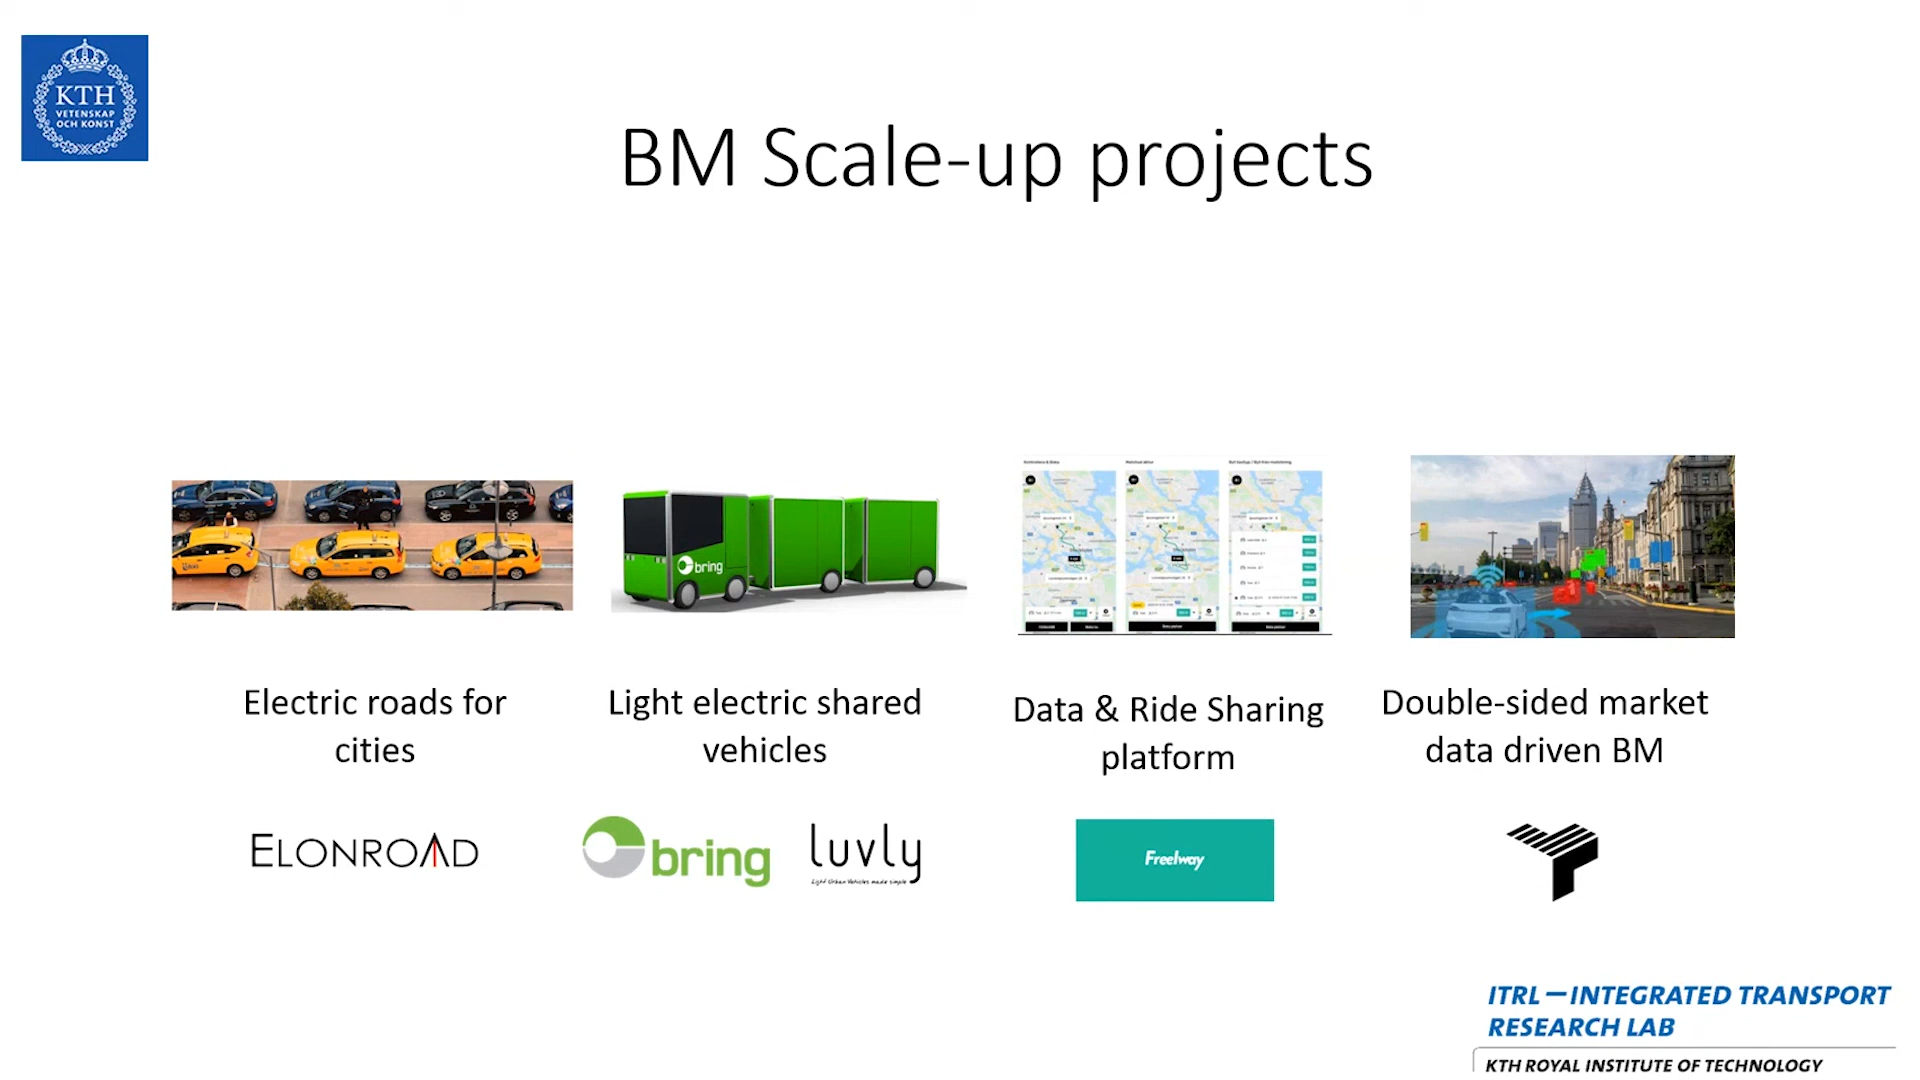 KTH
VETENSKAP
OCH KONST
BM Scale-up projects
bring
Electric roads for
cities
Light electric shared
vehicles
Data & Ride Sharing
platform
Double-sided market
data driven BM
ELONROAD
bring
luvly
Light Urban Vehicles made simple
Freelway
ITRL – INTEGRATED TRANSPORT
RESEARCH LAB
KTH ROYAL INSTITUTE OF TECHNOLOGY